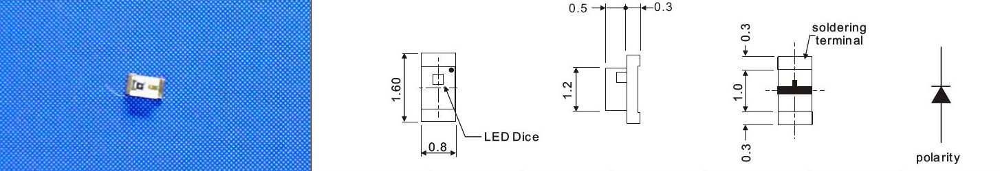 1.60
0.8
LED Dice
0.5
0.3
1.2
0.3
1.0
0.3
soldering
terminal
polarity